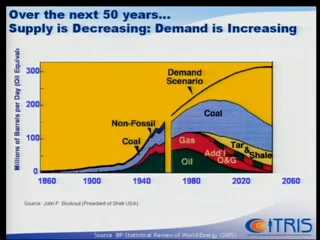 Over the next 50 years...
Supply is Decreasing: Demand is Increasing
Millions of Barrels per Day (Oil Equivale
300
200
100
0
Demand
Scenario
Non-Fossil
Coal
Coal
Gas
Oil
Add'l
O&G
Tar &
Shale
1860 1900 1940 1980 2020 2060
Source: John F. Bookout (President of Shell USA)
CiTRIS
Source: BP Statistical Review of World Energy (2005)